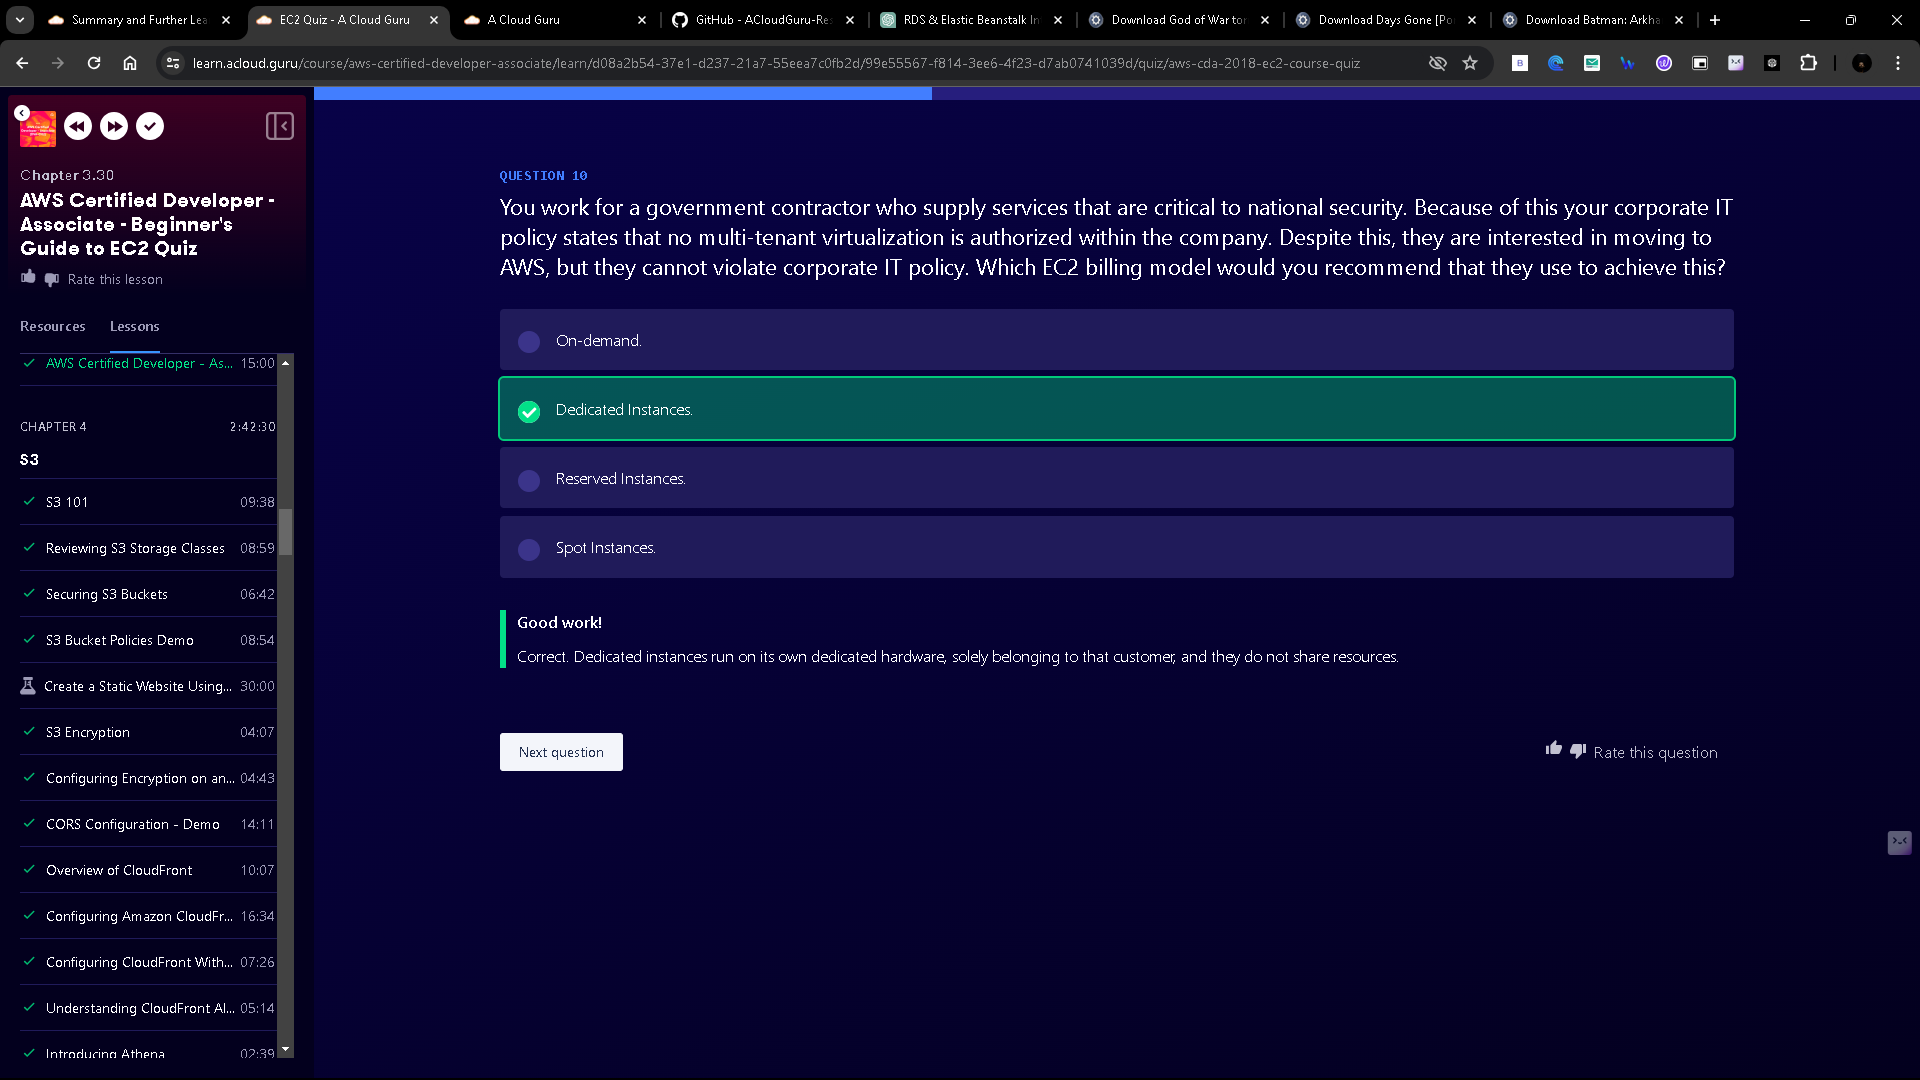 Summary and Further Lea
EC2 Quiz - A Cloud Guru
A Cloud Guru
GitHub - ACloudGuru-Res
RDS & Elastic Beanstalk In
Download God of War tor
Download Days Gone [Po
Download Batman: Arkha
learn.acloud.guru/course/aws-certified-developer-associate/learn/d08a2b54-37e1-d237-21a7-55eea7c0fb2d/99e55567-f814-3ee6-4f23-d7ab0741039d/quiz/aws-cda-2018-ec2-course-quiz
Chapter 3.30
AWS Certified Developer -
Associate - Beginner's
Guide to EC2 Quiz
Rate this lesson
Resources Lessons
AWS Certified Developer - As... 15:00
CHAPTER 4 2:42:30
S3
S3 101 09:38
Reviewing S3 Storage Classes 08:59
Securing S3 Buckets 06:42
S3 Bucket Policies Demo 08:54
Create a Static Website Using... 30:00
S3 Encryption 04:07
Configuring Encryption on an... 04:43
CORS Configuration - Demo 14:11
Overview of CloudFront 10:07
Configuring Amazon CloudFr... 16:34
Configuring CloudFront With... 07:26
Understanding CloudFront Al... 05:14
Introducing Athena 02:39
QUESTION 10
You work for a government contractor who supply services that are critical to national security. Because of this your corporate IT
policy states that no multi-tenant virtualization is authorized within the company. Despite this, they are interested in moving to
AWS, but they cannot violate corporate IT policy. Which EC2 billing model would you recommend that they use to achieve this?
On-demand.
Dedicated Instances.
Reserved Instances.
Spot Instances.
Good work!
Correct. Dedicated instances run on its own dedicated hardware, solely belonging to that customer, and they do not share resources.
Next question
Rate this question